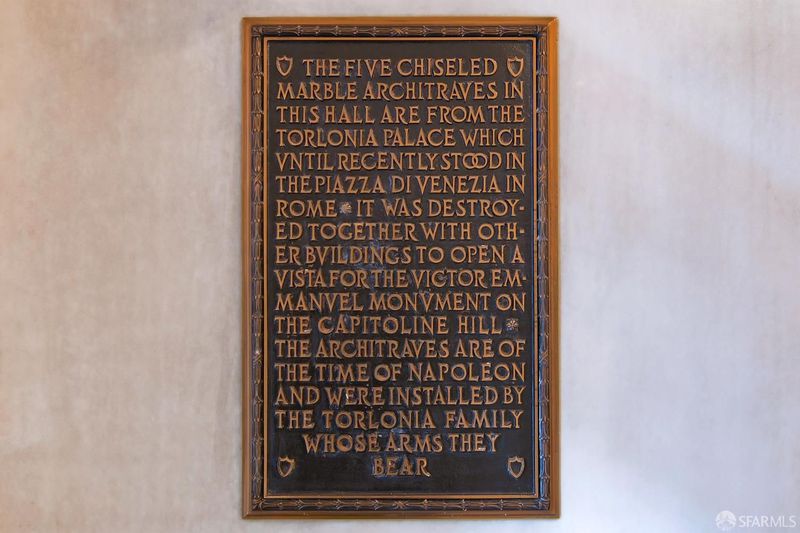 THE FIVE CHISELED
MARBLE ARCHITRAVES IN
THIS HALL ARE FROM THE
TORLONIA PALACE WHICH
VNTIL RECENTLY STOOD IN
THE PIAZZA DI VENEZIA IN
ROME IT WAS DESTROY-
ED TOGETHER WITH OTH-
ER BVILDINGS TO OPEN A
VISTA FOR THE VICTOR EM-
MANVEL MONVMENT ON
THE CAPITOLINE HILL
THE ARCHITRAVES ARE OF
THE TIME OF NAPOLEON
AND WERE INSTALLED BY
THE TORLONIA FAMILY
WHOSE ARMS THEY
BEAR
SFARMLS